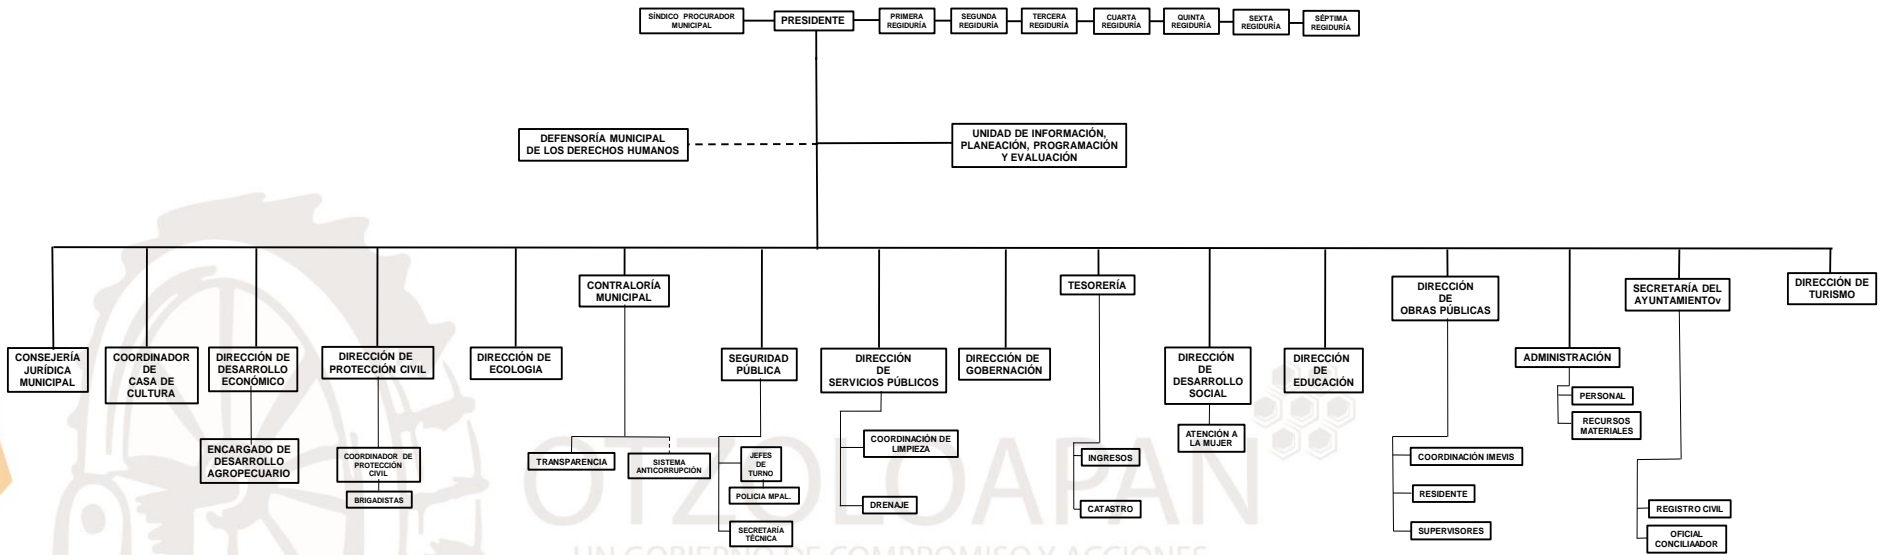 SÍNDICO PROCURADOR
MUNICIPAL
PRESIDENTE
PRIMERA
REGIDURÍA
SEGUNDA
REGIDURÍA
TERCERA
REGIDURÍA
CUARTA
REGIDURÍA
QUINTA
REGIDURÍA
SEXTA
REGIDURÍA
SÉPTIMA
REGIDURÍA
DEFENSORÍA MUNICIPAL
DE LOS DERECHOS HUMANOS
UNIDAD DE INFORMACIÓN,
PLANEACIÓN, PROGRAMACIÓN
Y EVALUACIÓN
CONSEJERÍA
JURÍDICA
MUNICIPAL
COORDINADOR
DE
CASA DE
CULTURA
DIRECCIÓN DE
DESARROLLO
ECONÓMICO
ENCARGADO DE
DESARROLLO
AGROPECUARIO
DIRECCIÓN DE
PROTECCIÓN CIVIL
COORDINADOR DE
PROTECCIÓN
CIVIL
BRIGADISTAS
DIRECCIÓN DE
ECOLOGIA
CONTRALORÍA
MUNICIPAL
TRANSPARENCIA
SISTEMA
ANTICORRUPCIÓN
SEGURIDAD
PÚBLICA
JEFES
DE
TURNO
POLICIA MPAL.
SECRETARÍA
TÉCNICA
DIRECCIÓN
DE
SERVICIOS PÚBLICOS
COORDINACIÓN DE
LIMPIEZA
DRENAJE
DIRECCIÓN DE
GOBERNACIÓN
TESORERÍA
INGRESOS
CATASTRO
DIRECCIÓN
DE
DESARROLLO
SOCIAL
ATENCIÓN A
LA MUJER
DIRECCIÓN
DE
EDUCACIÓN
DIRECCIÓN
DE
OBRAS PÚBLICAS
COORDINACIÓN IMEVIS
RESIDENTE
SUPERVISORES
ADMINISTRACIÓN
PERSONAL
RECURSOS
MATERIALES
SECRETARÍA DEL
AYUNTAMIENTOv
REGISTRO CIVIL
OFICIAL
CONCILIAADOR
DIRECCIÓN DE
TURISMO
OTZOLOAPAN
UN GOBIERNO DE COMPROMISO Y ACCIONES